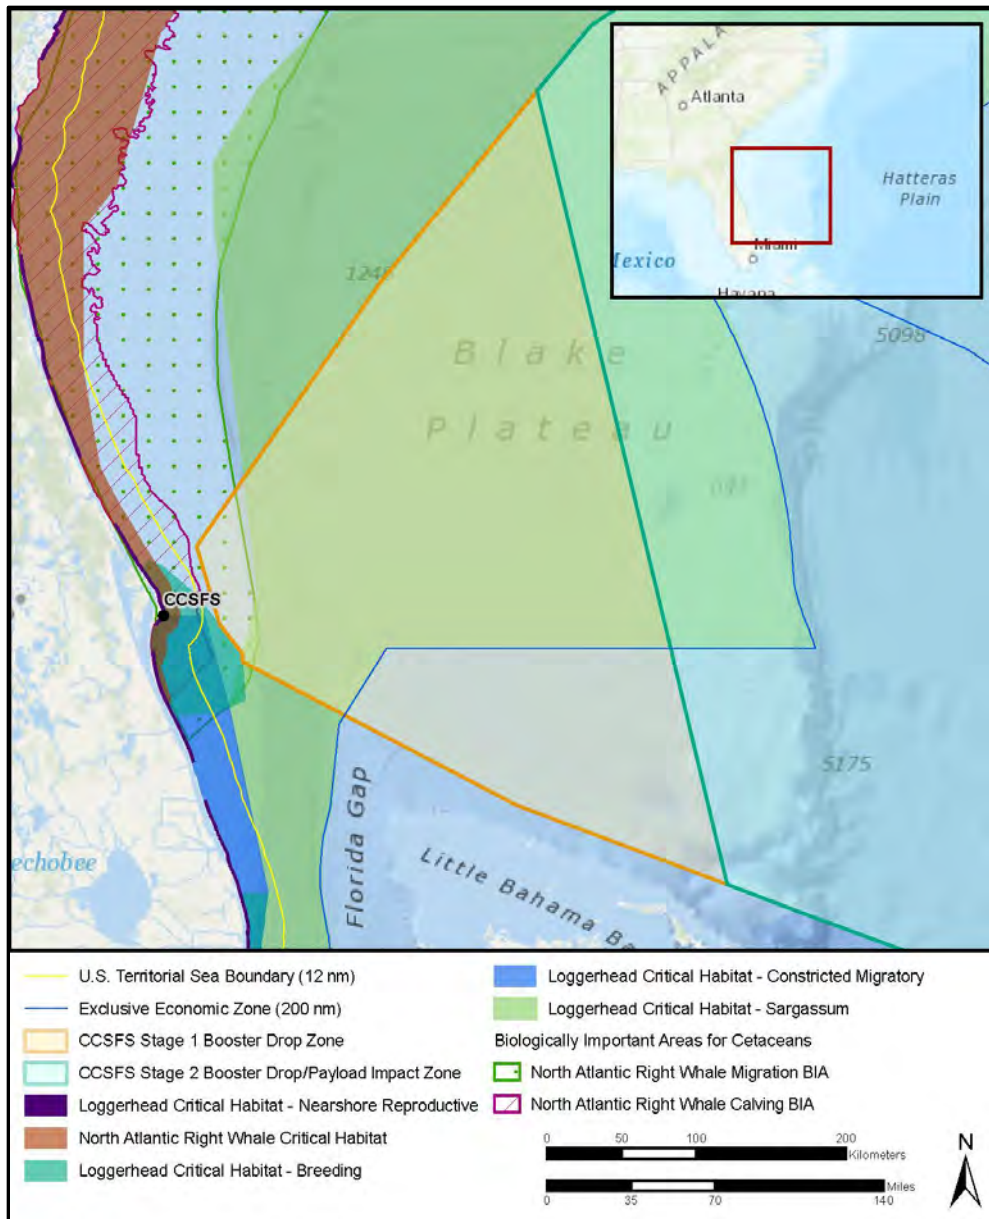 APPALA
Atlanta
Hatteras
Plain
Mexico
Miami
Havana
124
5098
Blake
Plateau
CCSFS
5175
Florida Gap
Little Bahama Ba
echobee
U.S. Territorial Sea Boundary (12 nm)
Exclusive Economic Zone (200 nm)
CCSFS Stage 1 Booster Drop Zone
CCSFS Stage 2 Booster Drop/Payload Impact Zone
Loggerhead Critical Habitat - Nearshore Reproductive
North Atlantic Right Whale Critical Habitat
Loggerhead Critical Habitat - Breeding
Loggerhead Critical Habitat - Constricted Migratory
Loggerhead Critical Habitat - Sargassum
Biologically Important Areas for Cetaceans
North Atlantic Right Whale Migration BIA
North Atlantic Right Whale Calving BIA
0 50 100 200
Kilometers
Miles
0 35 70 140
N